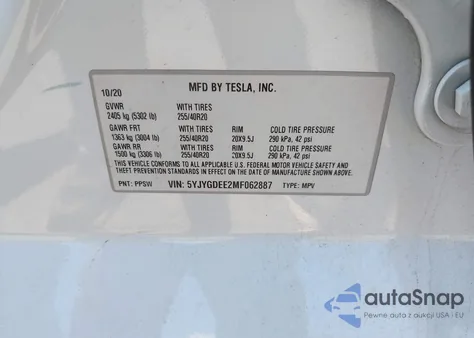 MFD BY TESLA, INC.
10/20
GVWR WITH TIRES
2405 kg (5302 lb) 255/40R20
GAWR FRT WITH TIRES RIM COLD TIRE PRESSURE
1363 kg (3004 lb) 255/40R20 20X9.5J 290 kPa, 42 psi
GAWR RR WITH TIRES RIM COLD TIRE PRESSURE
1500 kg (3306 lb) 255/40R20 20X9.5J 290 kPa, 42 psi
THIS VEHICLE CONFORMS TO ALL APPLICABLE U.S. FEDERAL MOTOR VEHICLE SAFETY AND
THEFT PREVENTION STANDARDS IN EFFECT ON THE DATE OF MANUFACTURE SHOWN ABOVE.
PNT: PPSW VIN: 5YJYGDEE2MF062887 TYPE: MPV
autoSnap
Pewne auta z aukcji USA i EU